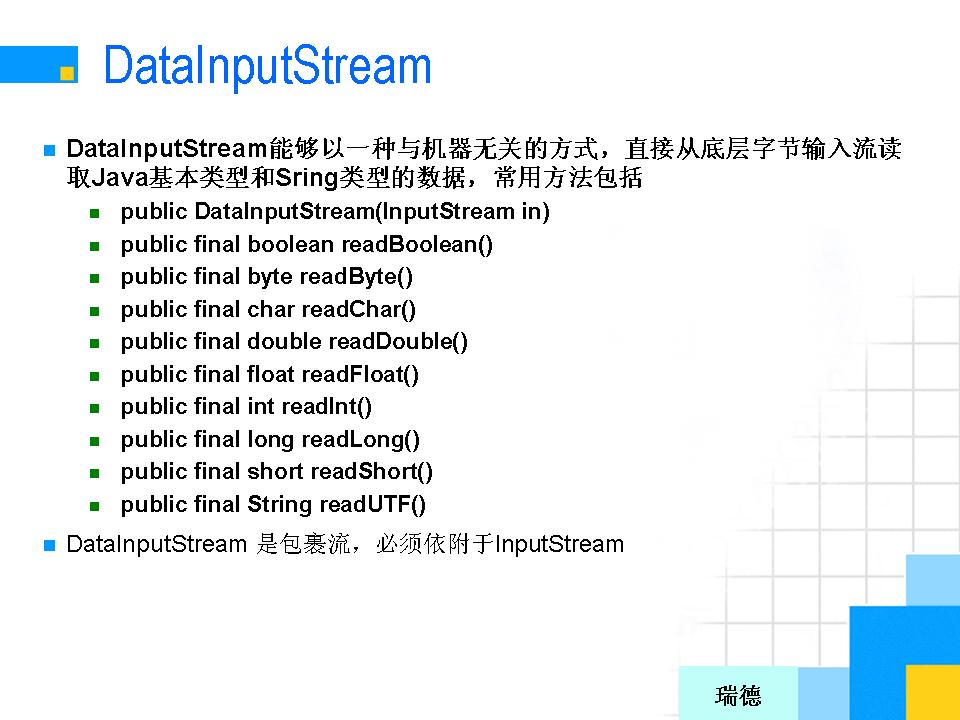 DataInputStream
DataInputStream能够以一种与机器无关的方式，直接从底层字节输入流读
取Java基本类型和Sring类型的数据，常用方法包括
public DataInputStream(InputStream in)
public final boolean readBoolean()
public final byte readByte()
public final char readChar()
public final double readDouble()
public final float readFloat()
public final int readInt()
public final long readLong()
public final short readShort()
public final String readUTF()
DataInputStream 是包裹流，必须依附于InputStream
瑞德